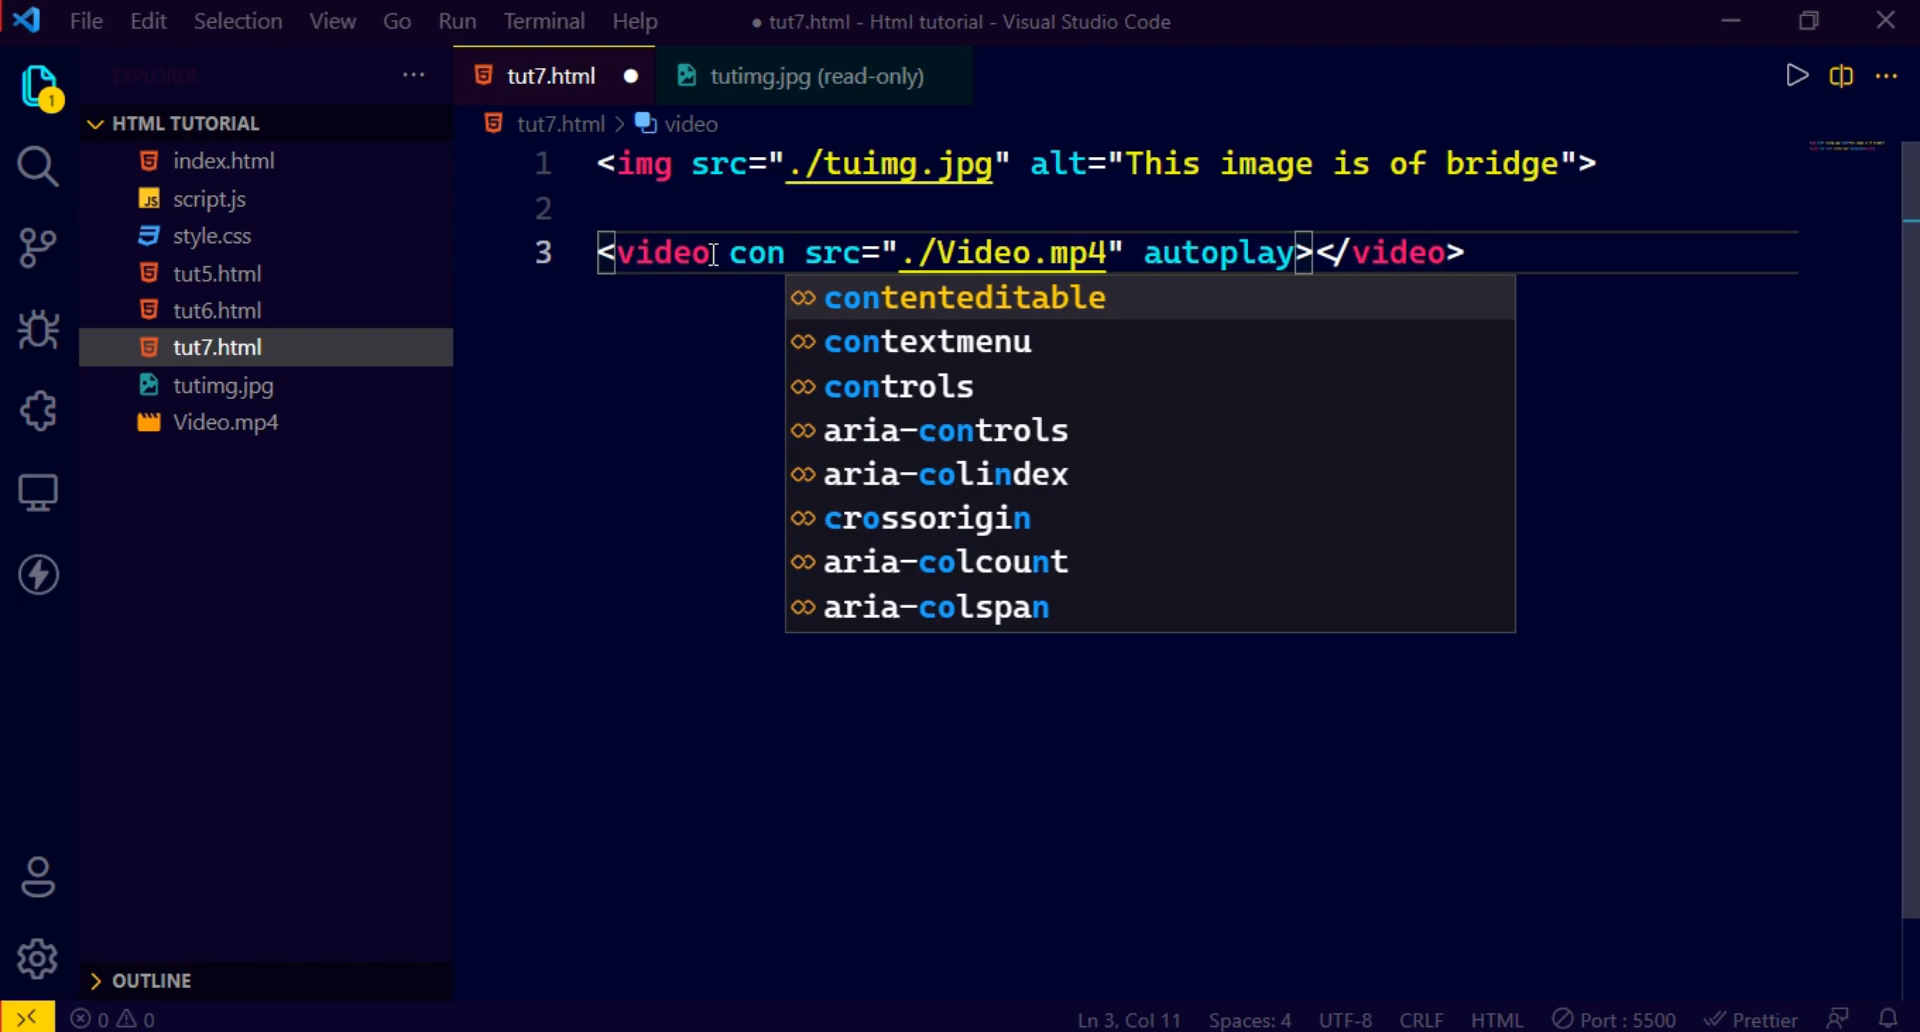 File Edit Selection View Go Run Terminal Help ● tut7.html - Html tutorial - Visual Studio Code
EXPLORER ···
tut7.html ● tutimg.jpg (read-only)
1
HTML TUTORIAL
tut7.html > video
index.html
script.js
style.css
tut5.html
tut6.html
tut7.html
tutimg.jpg
Video.mp4
1 <img src="./tuimg.jpg" alt="This image is of bridge">
2
3 <video con src="./Video.mp4" autoplay></video>
contenteditable
contextmenu
controls
aria-controls
aria-colindex
crossorigin
aria-colcount
aria-colspan
OUTLINE
0 0 Ln 3, Col 11 Spaces: 4 UTF-8 CRLF HTML Port : 5500 Prettier